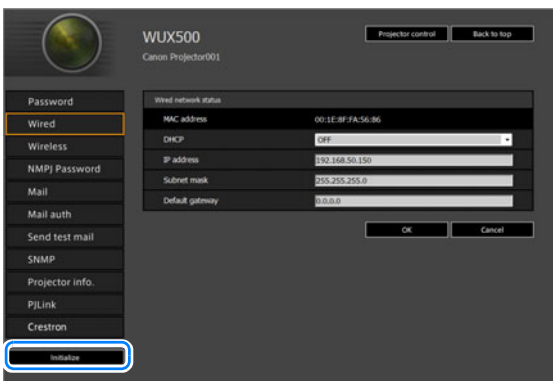 WUX500
Projector control
Back to top
Canon Projector001
Password
Wired
Wireless
NMPJ Password
Mail
Mail auth
Send test mail
SNMP
Projector info.
PJLink
Crestron
Initialize
Wired network status
MAC address 00:1E:8F:FA:56:86
DHCP OFF
IP address 192.168.50.150
Subnet mask 255.255.255.0
Default gateway 0.0.0.0
OK
Cancel